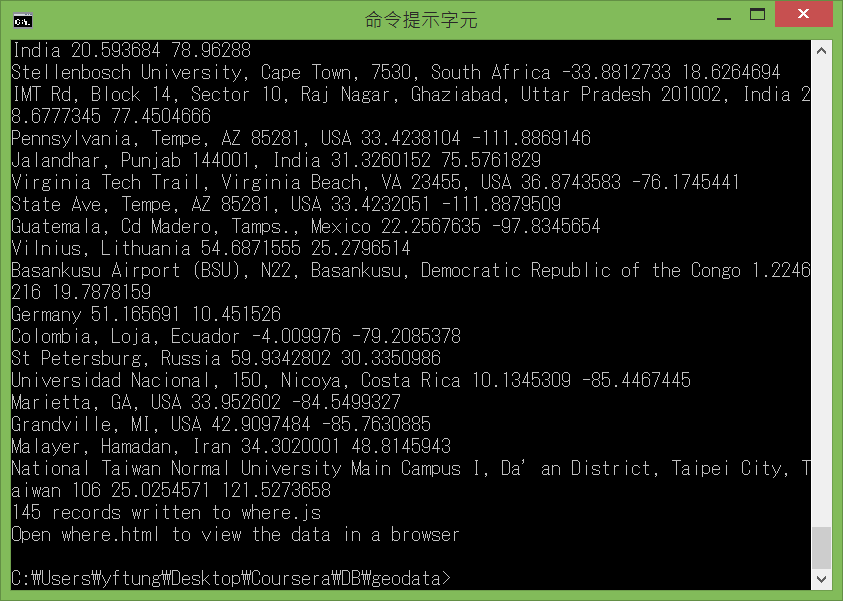 命令提示字元
India 20.593684 78.96288
Stellenbosch University, Cape Town, 7530, South Africa -33.8812733 18.6264694
IMT Rd, Block 14, Sector 10, Raj Nagar, Ghaziabad, Uttar Pradesh 201002, India 2
8.6777345 77.4504666
Pennsylvania, Tempe, AZ 85281, USA 33.4238104 -111.8869146
Jalandhar, Punjab 144001, India 31.3260152 75.5761829
Virginia Tech Trail, Virginia Beach, VA 23455, USA 36.8743583 -76.1745441
State Ave, Tempe, AZ 85281, USA 33.4232051 -111.8879509
Guatemala, Cd Madero, Tamps., Mexico 22.2567635 -97.8345654
Vilnius, Lithuania 54.6871555 25.2796514
Basankusu Airport (BSU), N22, Basankusu, Democratic Republic of the Congo 1.2246
216 19.7878159
Germany 51.165691 10.451526
Colombia, Loja, Ecuador -4.009976 -79.2085378
St Petersburg, Russia 59.9342802 30.3350986
Universidad Nacional, 150, Nicoya, Costa Rica 10.1345309 -85.4467445
Marietta, GA, USA 33.952602 -84.5499327
Grandville, MI, USA 42.9097484 -85.7630885
Malayer, Hamadan, Iran 34.3020001 48.8145943
National Taiwan Normal University Main Campus I, Da’an District, Taipei City, T
aiwan 106 25.0254571 121.5273658
145 records written to where.js
Open where.html to view the data in a browser
C:₩Users₩yftung₩Desktop₩Coursera₩DB₩geodata>